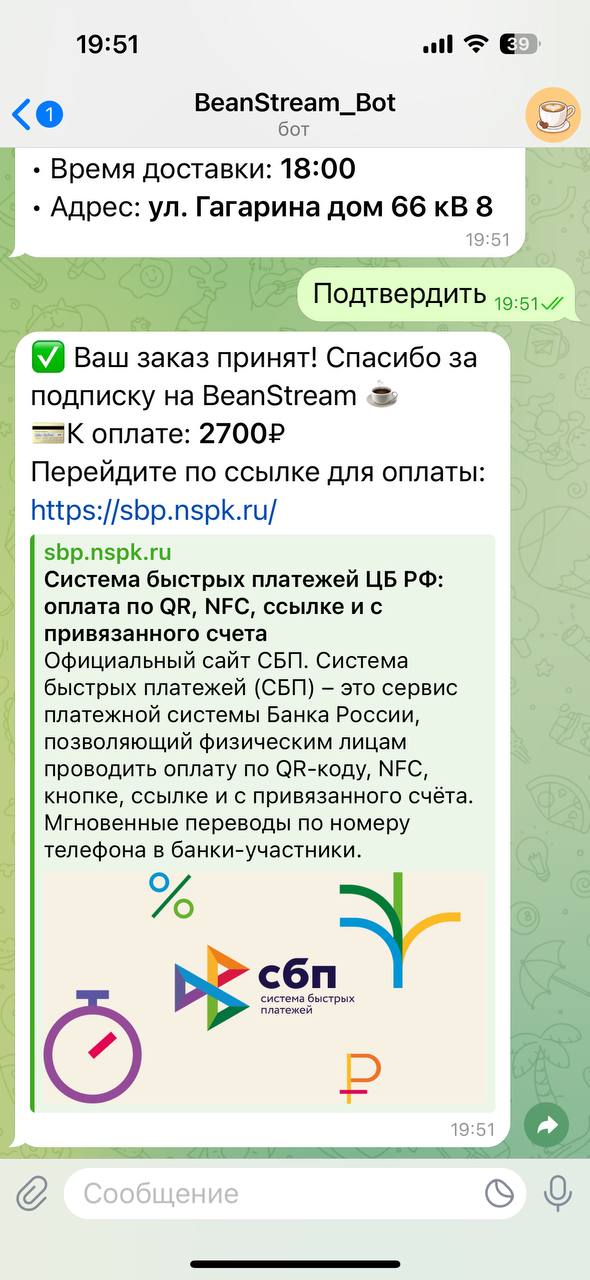 19:51
39
1
BeanStream_Bot
бот
• Время доставки: 18:00
• Адрес: ул. Гагарина дом 66 кВ 8
19:51
Подтвердить 19:51
✅ Ваш заказ принят! Спасибо за
подписку на BeanStream ☕
💳К оплате: 2700₽
Перейдите по ссылке для оплаты:
https://sbp.nspk.ru/
sbp.nspk.ru
Система быстрых платежей ЦБ РФ:
оплата по QR, NFC, ссылке и с
привязанного счета
Официальный сайт СБП. Система
быстрых платежей (СБП) – это сервис
платежной системы Банка России,
позволяющий физическим лицам
проводить оплату по QR-коду, NFC,
кнопке, ссылке и с привязанного счёта.
Мгновенные переводы по номеру
телефона в банки-участники.
%
сбп
система быстрых
платежей
₽
19:51
Сообщение